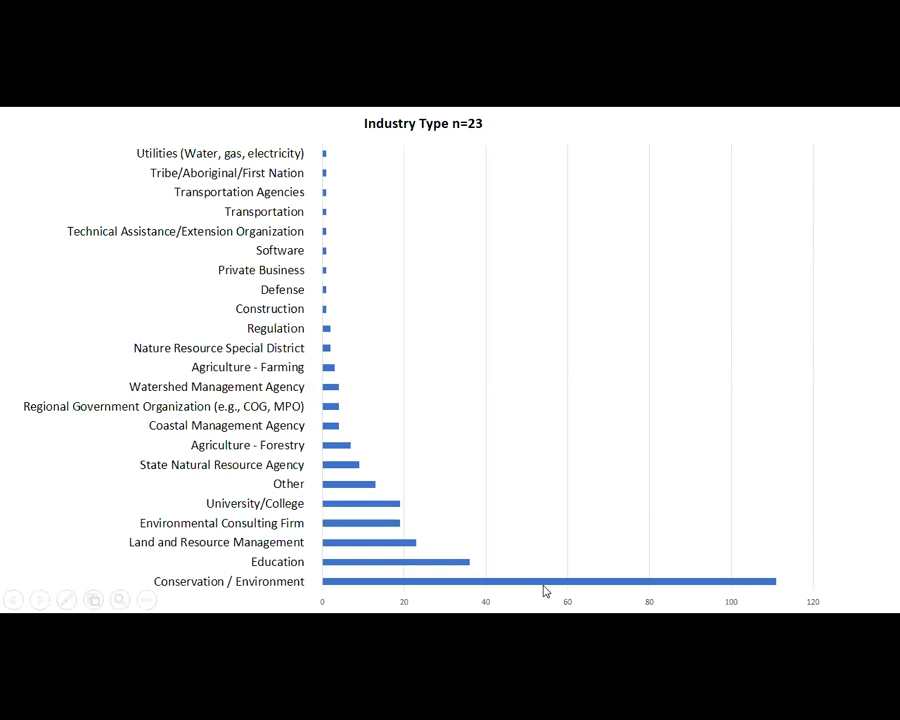 Industry Type n=23
Utilities (Water, gas, electricity)
Tribe/Aboriginal/First Nation
Transportation Agencies
Transportation
Technical Assistance/Extension Organization
Software
Private Business
Defense
Construction
Regulation
Nature Resource Special District
Agriculture - Farming
Watershed Management Agency
Regional Government Organization (e.g., COG, MPO)
Coastal Management Agency
Agriculture - Forestry
State Natural Resource Agency
Other
University/College
Environmental Consulting Firm
Land and Resource Management
Education
Conservation / Environment
0 20 40 60 80 100 120